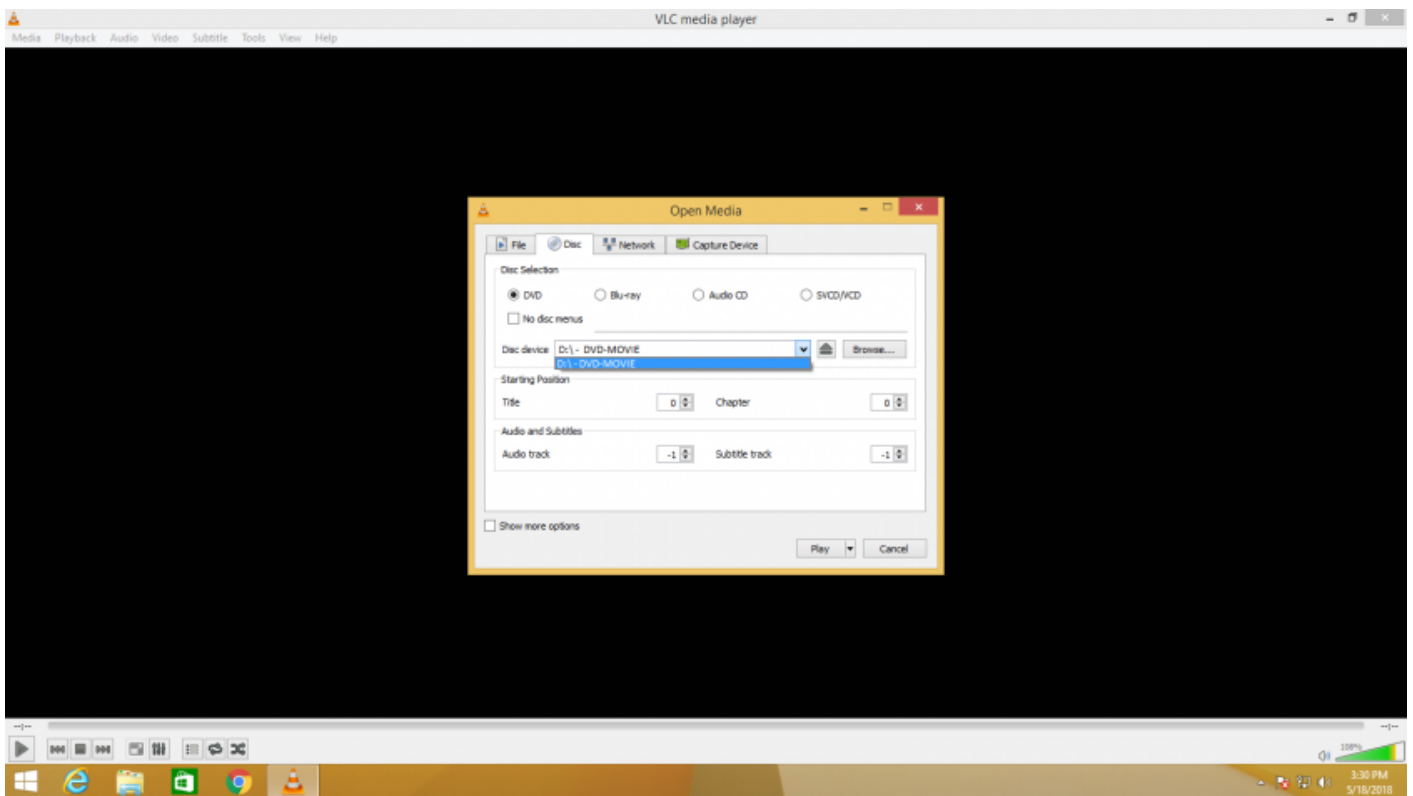 VLC media player
Media Playback Audio Video Subtitle Tools View Help
Open Media
File Disc Network Capture Device
Disc Selection
DVD Blu-ray Audio CD SVCD/VCD
No disc menus
Disc device D:\ - DVD-MOVIE Browse...
D:\ - DVD-MOVIE
Starting Position
Title 0 Chapter 0
Audio and Subtitles
Audio track -1 Subtitle track -1
Show more options
Play Cancel
--:-- --:--
108%
3:30 PM
5/18/2018